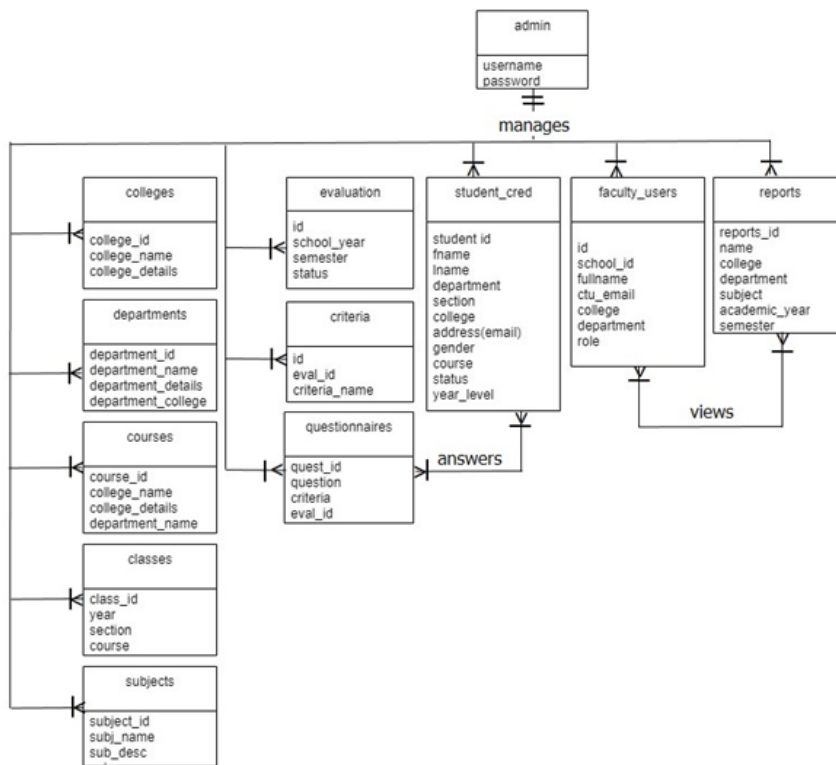 admin
username
password
manages
colleges
college_id
college_name
college_details
departments
department_id
department_name
department_details
department_college
courses
course_id
college_name
college_details
department_name
classes
class_id
year
section
course
subjects
subject_id
subj_name
sub_desc
evaluation
id
school_year
semester
status
criteria
id
eval_id
criteria_name
questionnaires
quest_id
question
criteria
eval_id
answers
student_cred
student id
fname
lname
department
section
college
address(email)
gender
course
status
year_level
faculty_users
id
school_id
fullname
ctu_email
college
department
role
reports
reports_id
name
college
department
subject
academic_year
semester
views